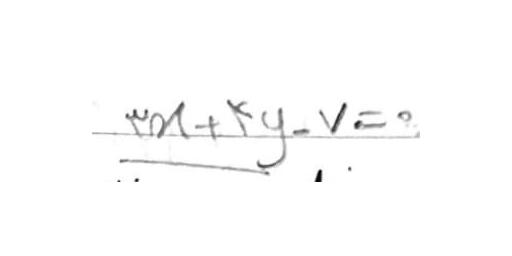 ۳x + ۴y - ۷ = ۰